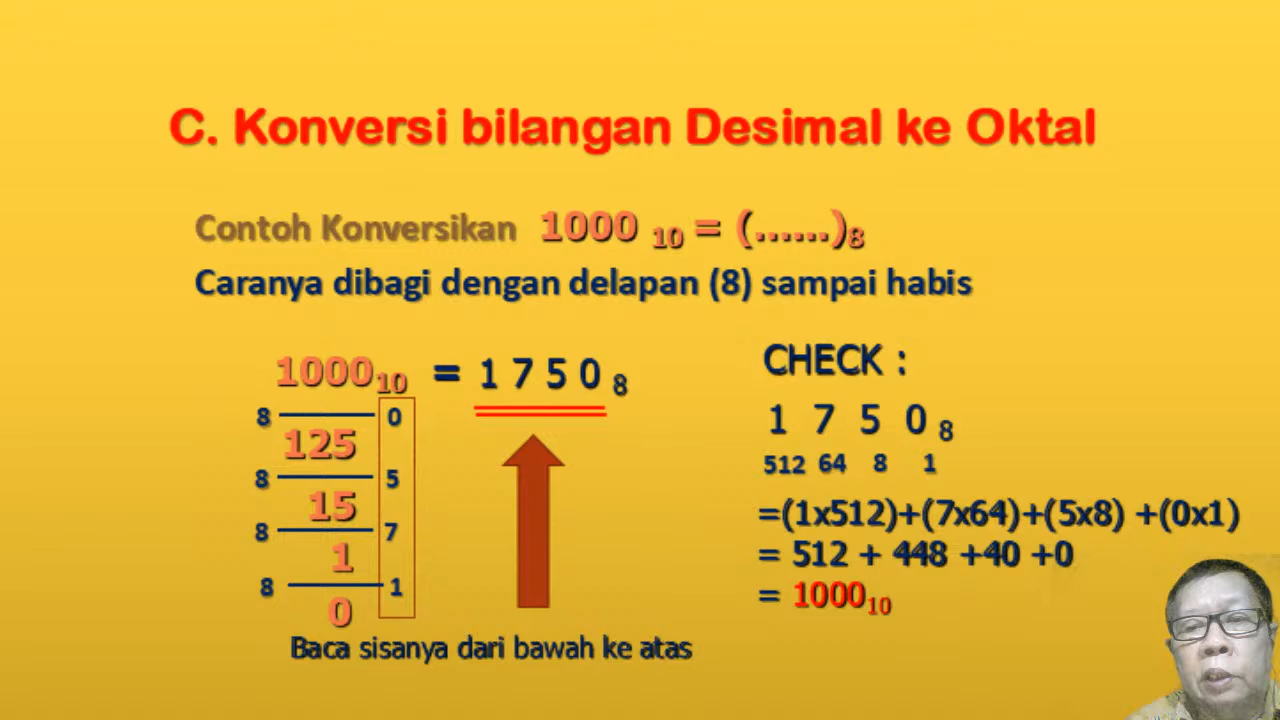 C. Konversi bilangan Desimal ke Oktal
Contoh Konversikan 1000 10 = (......)8
Caranya dibagi dengan delapan (8) sampai habis
1000 10 = 1 7 5 0 8
8 0
125
8 5
15
8 7
1
8 1
0
Baca sisanya dari bawah ke atas
CHECK :
1 7 5 0 8
512 64 8 1
=(1x512)+(7x64)+(5x8) +(0x1)
= 512 + 448 +40 +0
= 1000 10